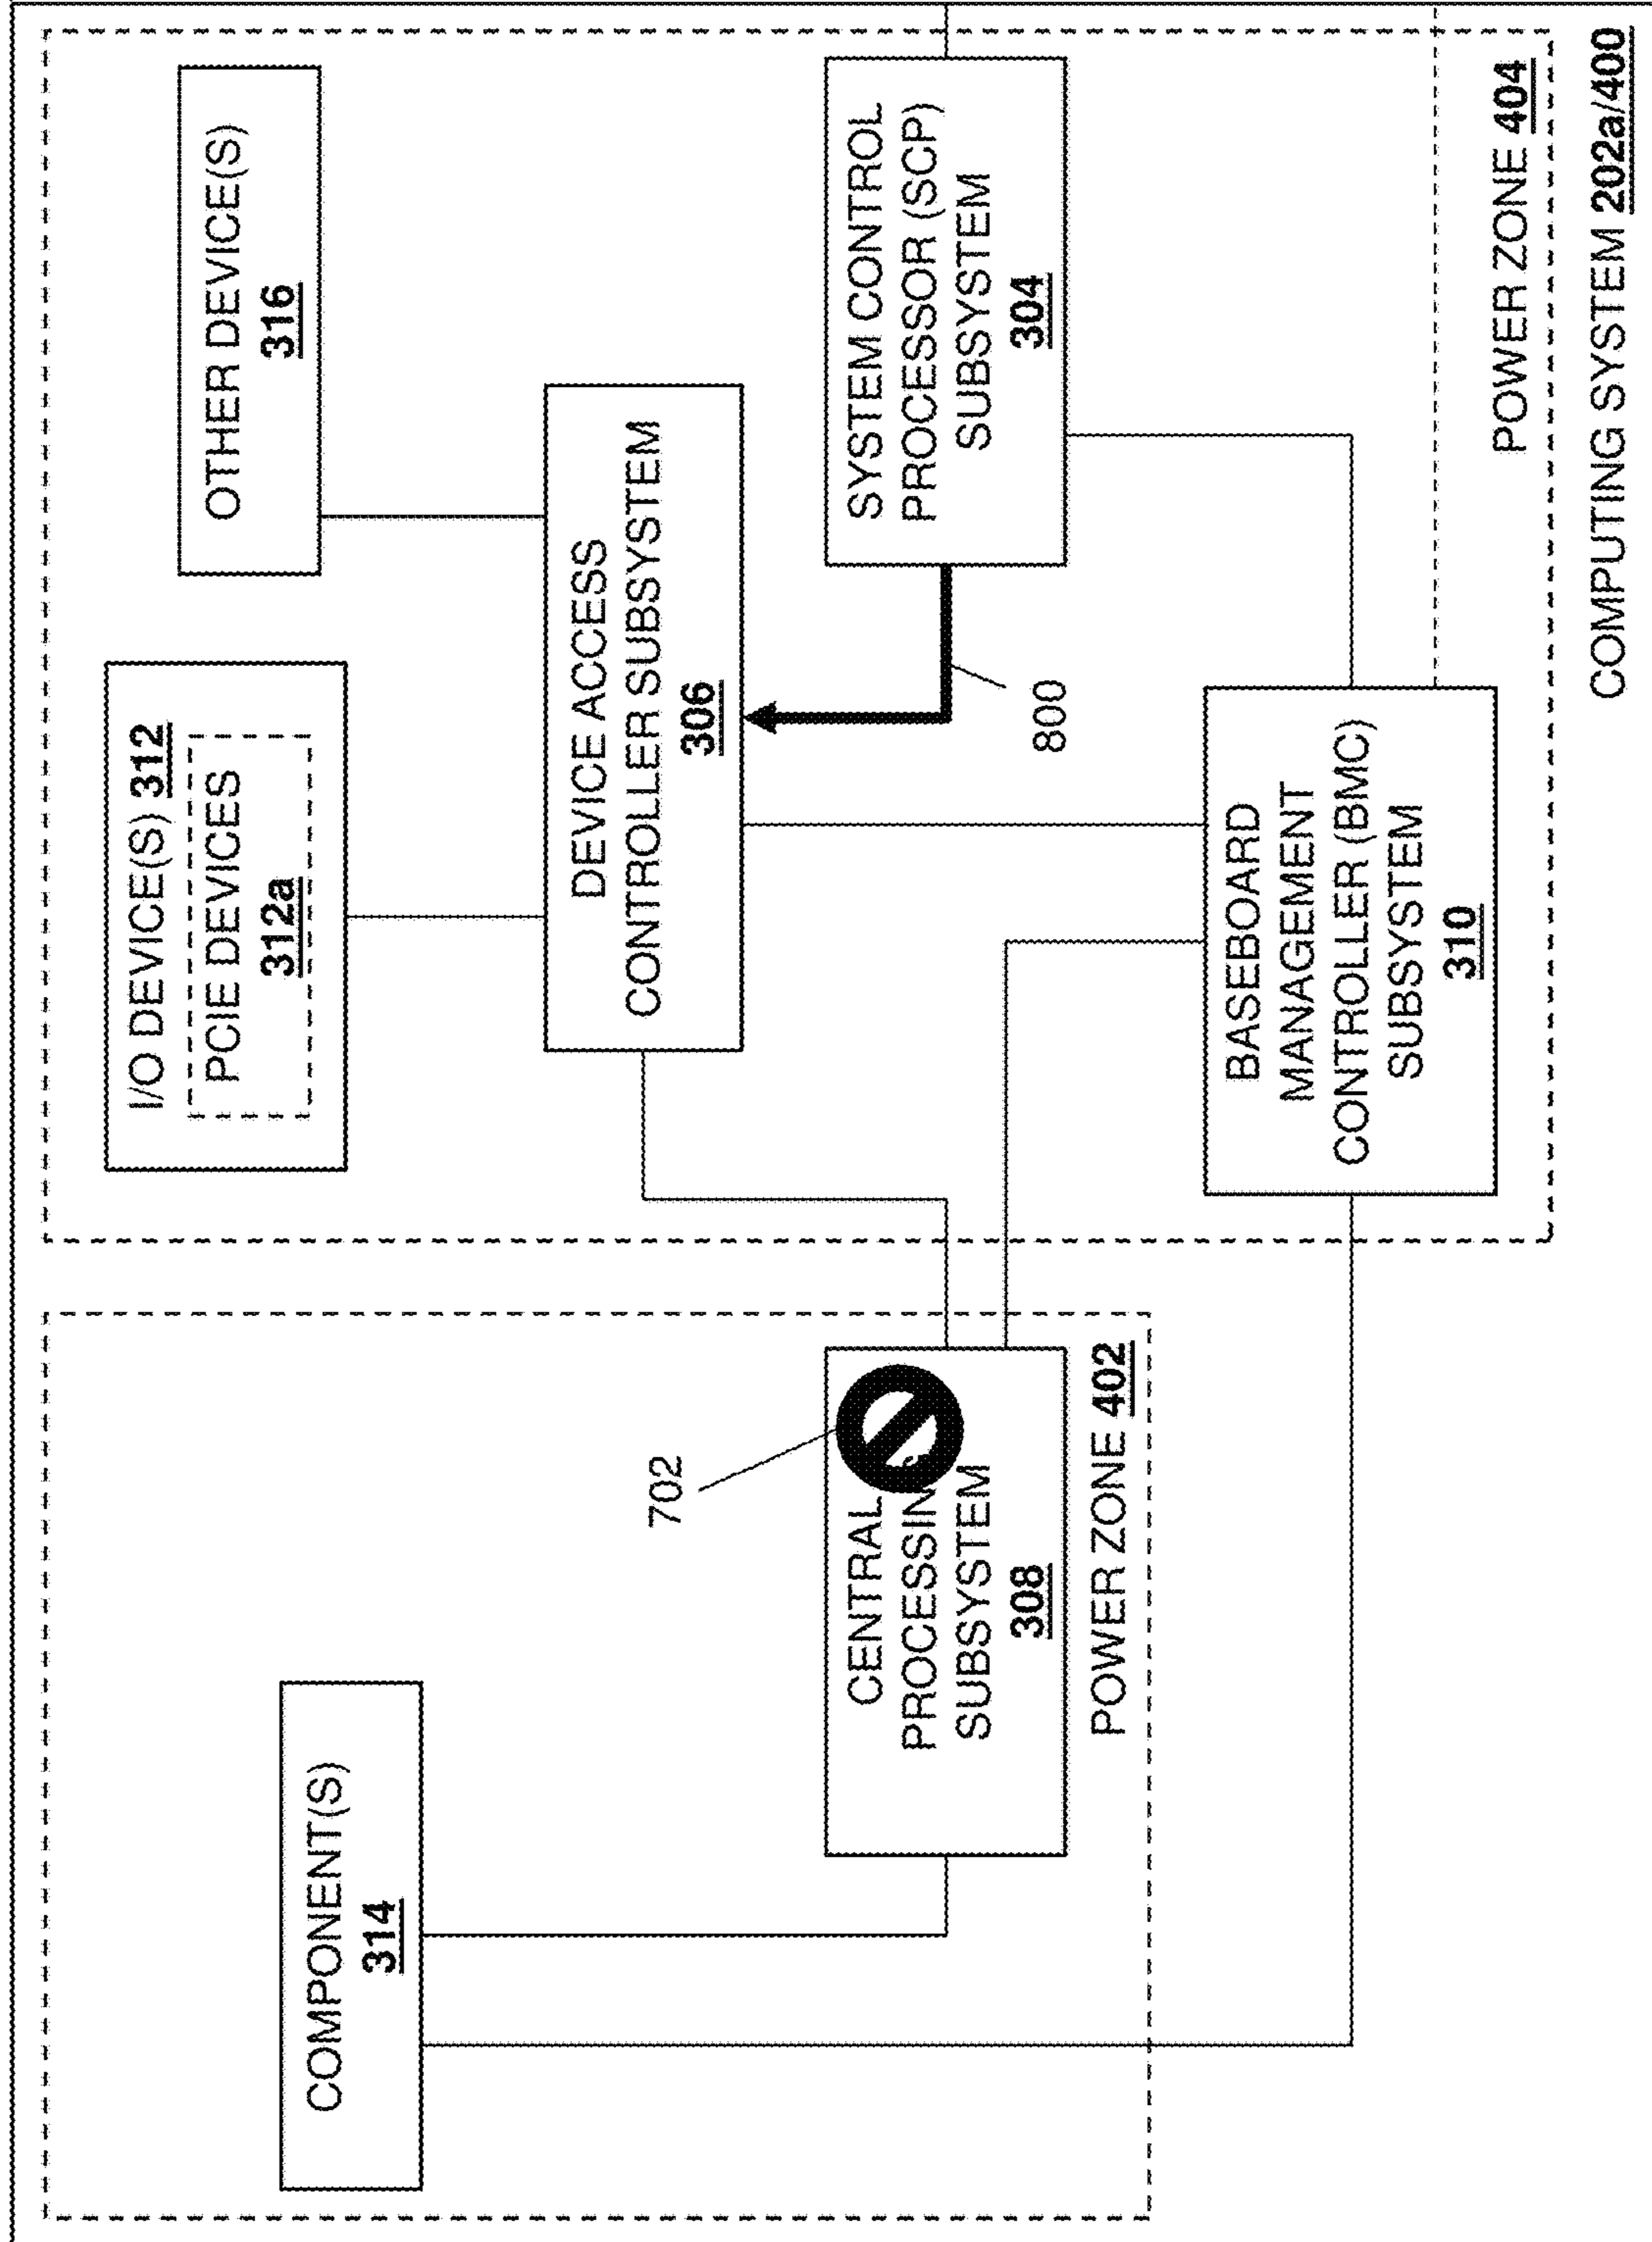 COMPONENT(S)
314
I/O DEVICE(S) 312
PCIE DEVICES
312a
OTHER DEVICE(S)
316
DEVICE ACCESS
CONTROLLER SUBSYSTEM
306
702
CENTRAL
PROCESSING
SUBSYSTEM
308
POWER ZONE 402
SYSTEM CONTROL
PROCESSOR (SCP)
SUBSYSTEM
304
800
BASEBOARD
MANAGEMENT
CONTROLLER (BMC)
SUBSYSTEM
310
POWER ZONE 404
COMPUTING SYSTEM 202a/400